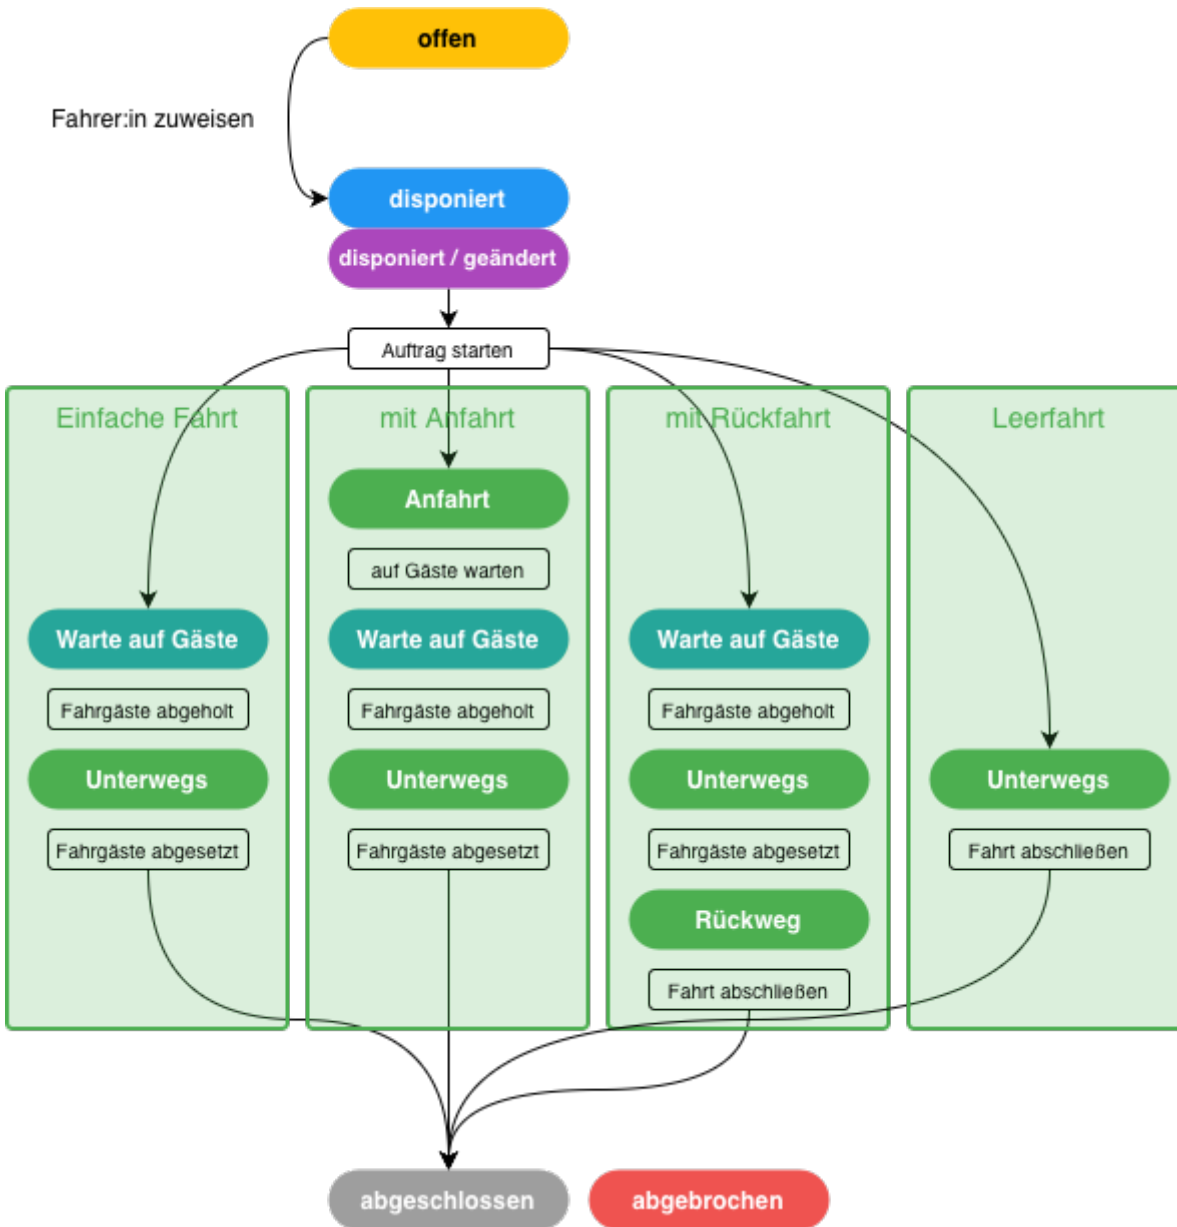 offen
Fahrer:in zuweisen
disponiert
disponiert / geändert
Auftrag starten
Einfache Fahrt
mit Anfahrt
mit Rückfahrt
Leerfahrt
Anfahrt
auf Gäste warten
Warte auf Gäste
Warte auf Gäste
Warte auf Gäste
Fahrgäste abgeholt
Fahrgäste abgeholt
Fahrgäste abgeholt
Unterwegs
Unterwegs
Unterwegs
Unterwegs
Fahrgäste abgesetzt
Fahrgäste abgesetzt
Fahrgäste abgesetzt
Fahrt abschließen
Rückweg
Fahrt abschließen
abgeschlossen
abgebrochen